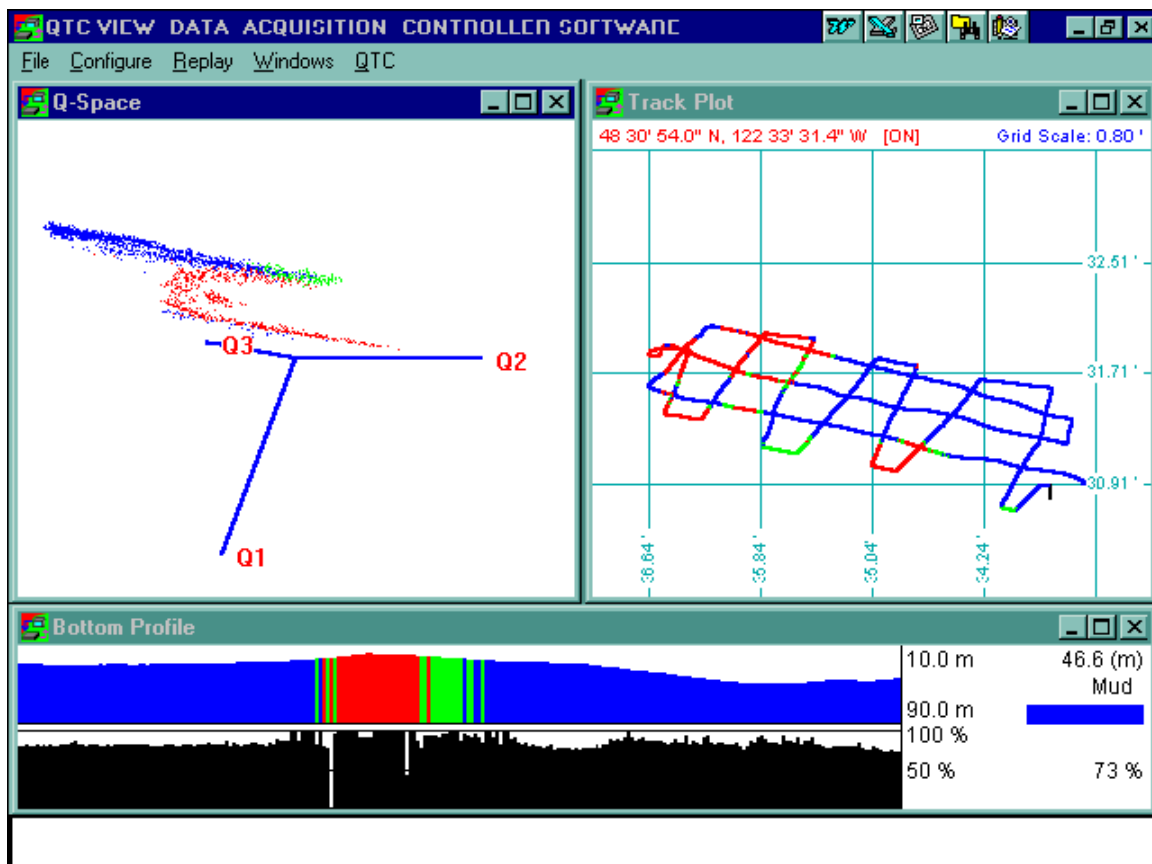 QTC VIEW DATA ACQUISITION CONTROLLER SOFTWARE
File Configure Replay Windows QTC
Q-Space
Q3
Q2
Q1
Track Plot
48 30' 54.0" N, 122 33' 31.4" W [ON] Grid Scale: 0.80 '
32.51 '
31.71 '
30.91 '
36.64'
35.84'
35.04'
34.24'
Bottom Profile
10.0 m 46.6 (m)
Mud
90.0 m
100 %
50 % 73 %